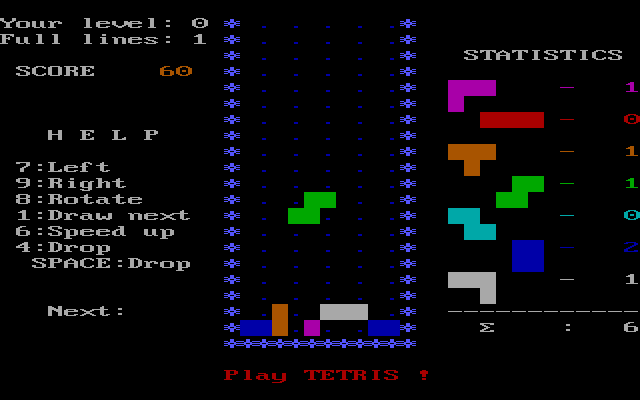 Your level: 0
Full lines: 1
SCORE 60
H E L P
7:Left
9:Right
8:Rotate
1:Draw next
6:Speed up
4:Drop
SPACE:Drop
Next:
STATISTICS
— 1
— 0
— 1
— 1
— 0
— 2
— 1
Σ : 6
Play TETRIS !